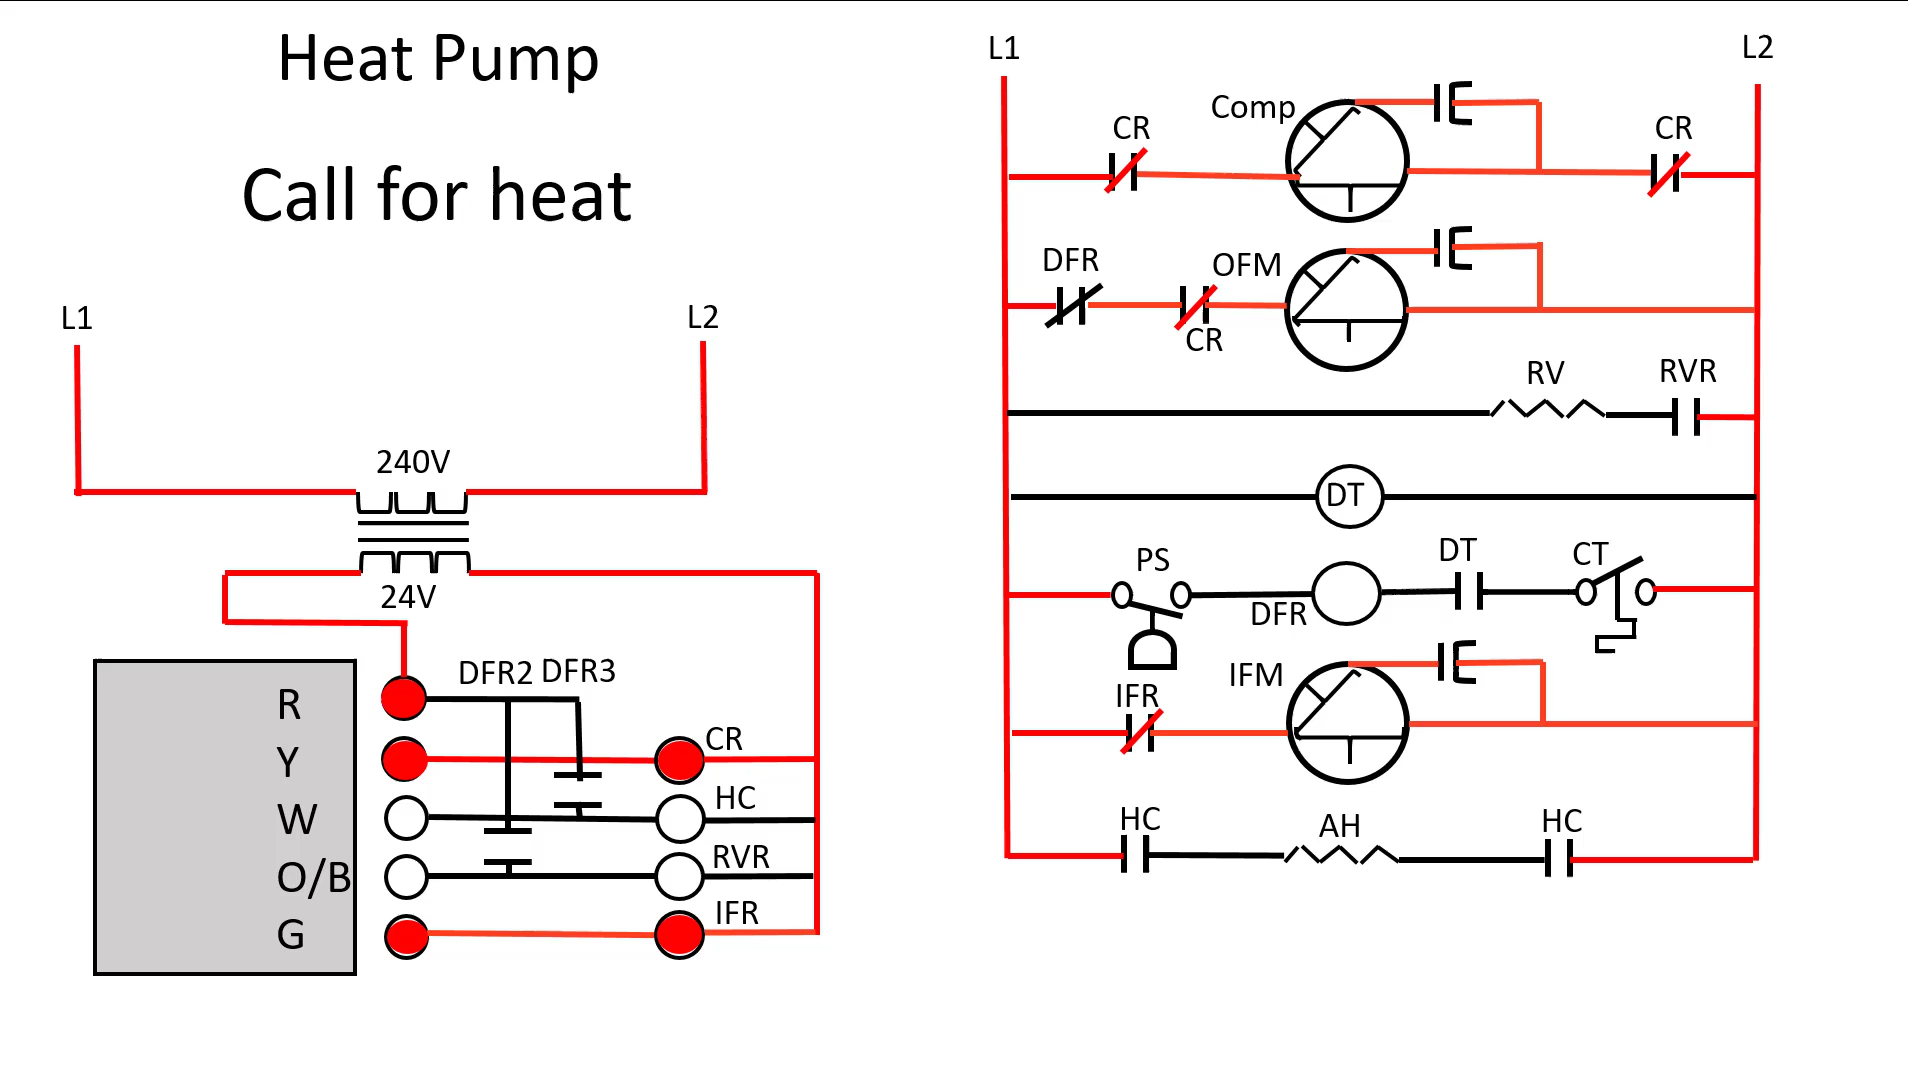 Heat Pump
Call for heat
L1
L2
240V
24V
DFR2 DFR3
R
Y
W
O/B
G
CR
HC
RVR
IFR
L1
L2
Comp
CR
CR
DFR
OFM
CR
RV
RVR
DT
PS
DFR
DT
CT
IFR
IFM
HC
AH
HC